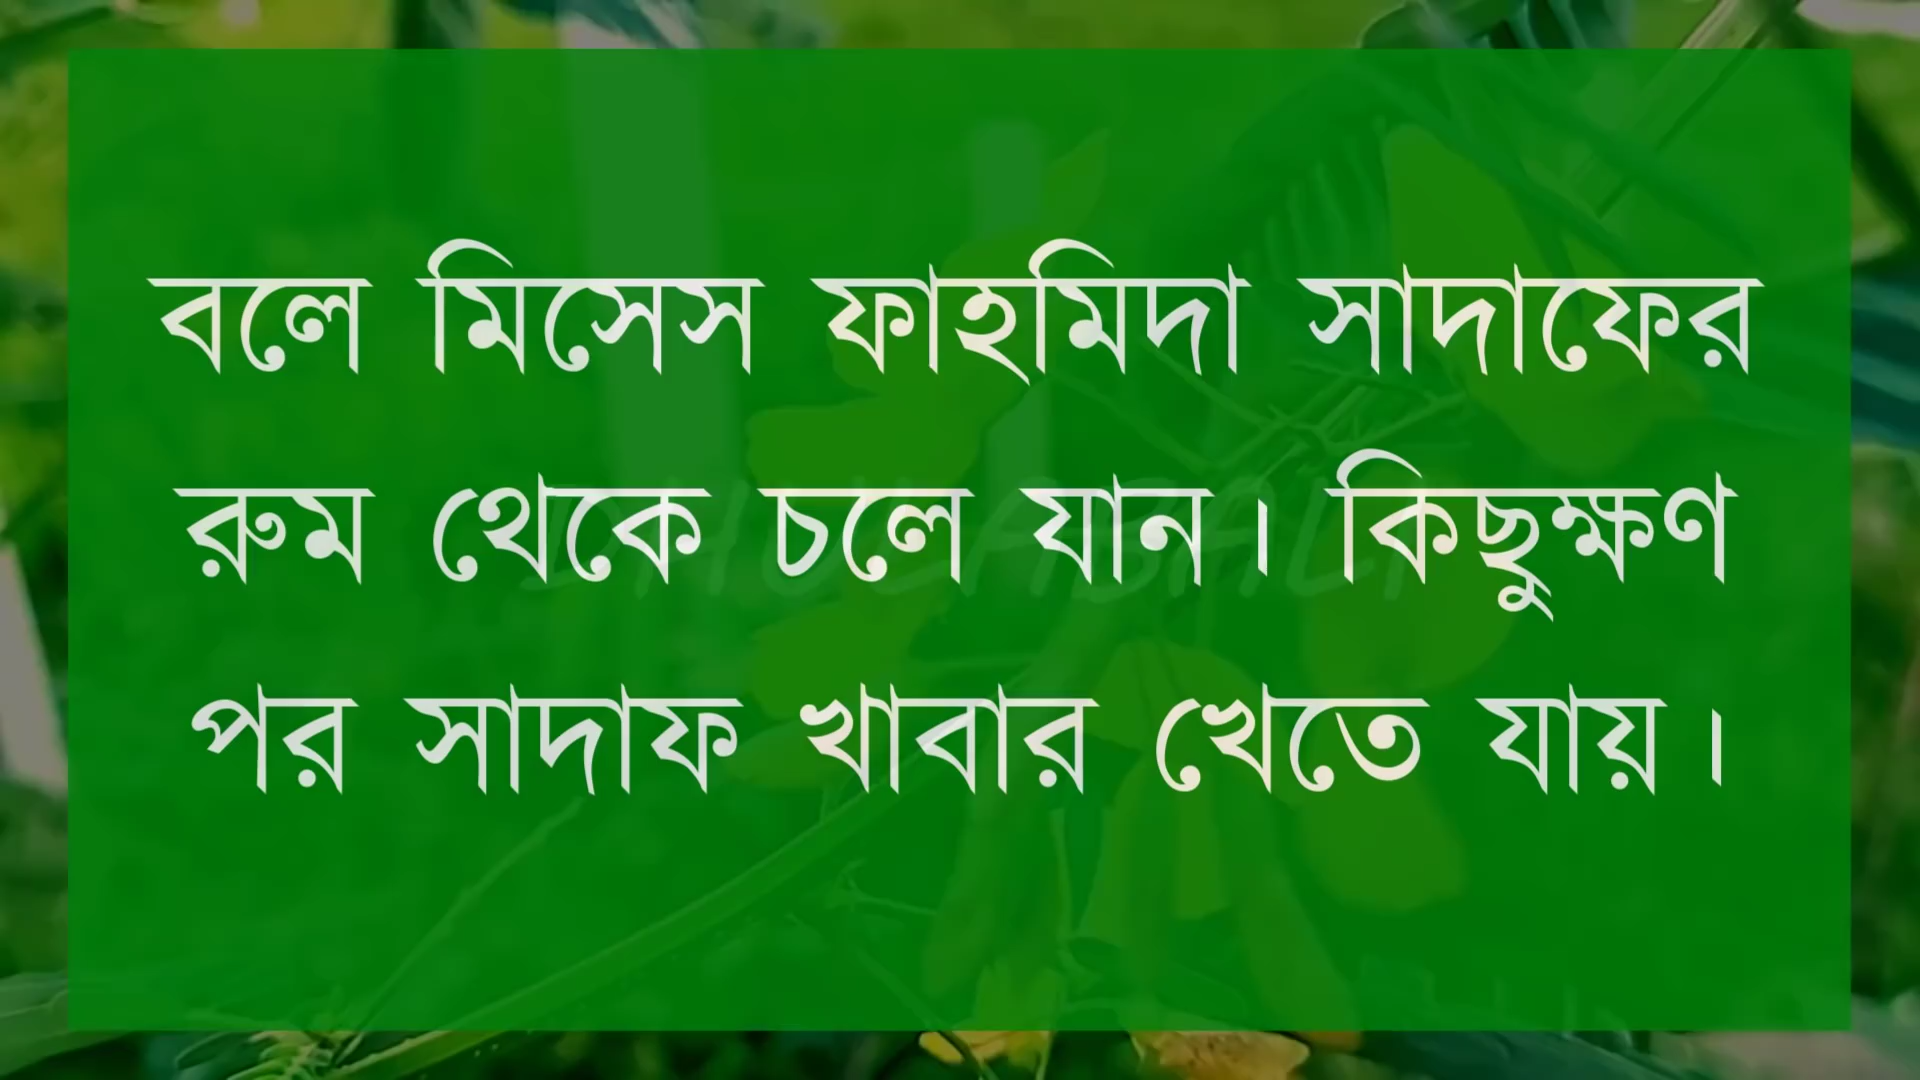 বলে মিসেস ফাহমিদা সাদাফের
রুম থেকে চলে যান। কিছুক্ষণ
পর সাদাফ খাবার খেতে যায়।